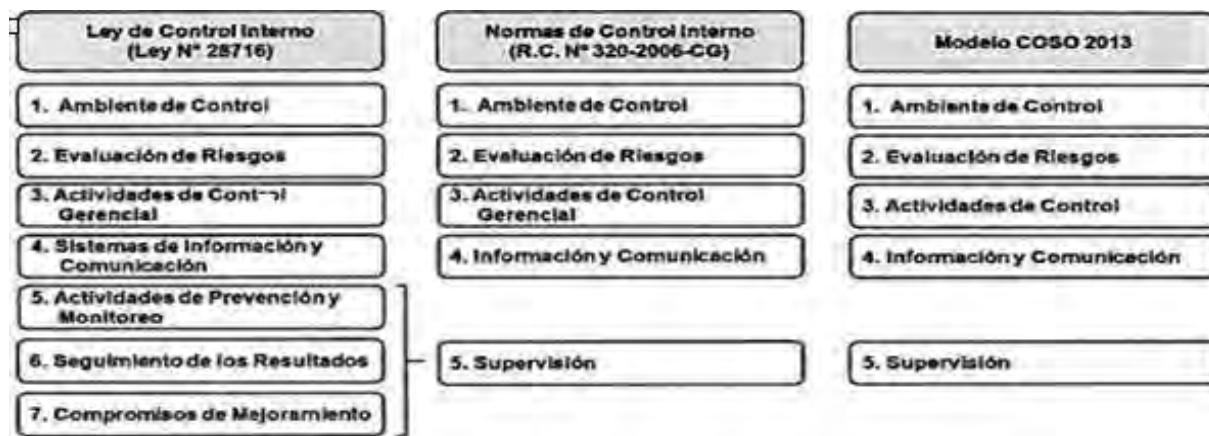 Ley de Control Interno
(Ley N° 28716)
1. Ambiente de Control
2. Evaluación de Riesgos
3. Actividades de Control
Gerencial
4. Sistemas de Información y
Comunicación
5. Actividades de Prevención y
Monitoreo
6. Seguimiento de los Resultados
7. Compromisos de Mejoramiento
Normas de Control Interno
(R.C. N° 320-2006-CG)
1. Ambiente de Control
2. Evaluación de Riesgos
3. Actividades de Control
Gerencial
4. Información y Comunicación
5. Supervisión
Modelo COSO 2013
1. Ambiente de Control
2. Evaluación de Riesgos
3. Actividades de Control
4. Información y Comunicación
5. Supervisión